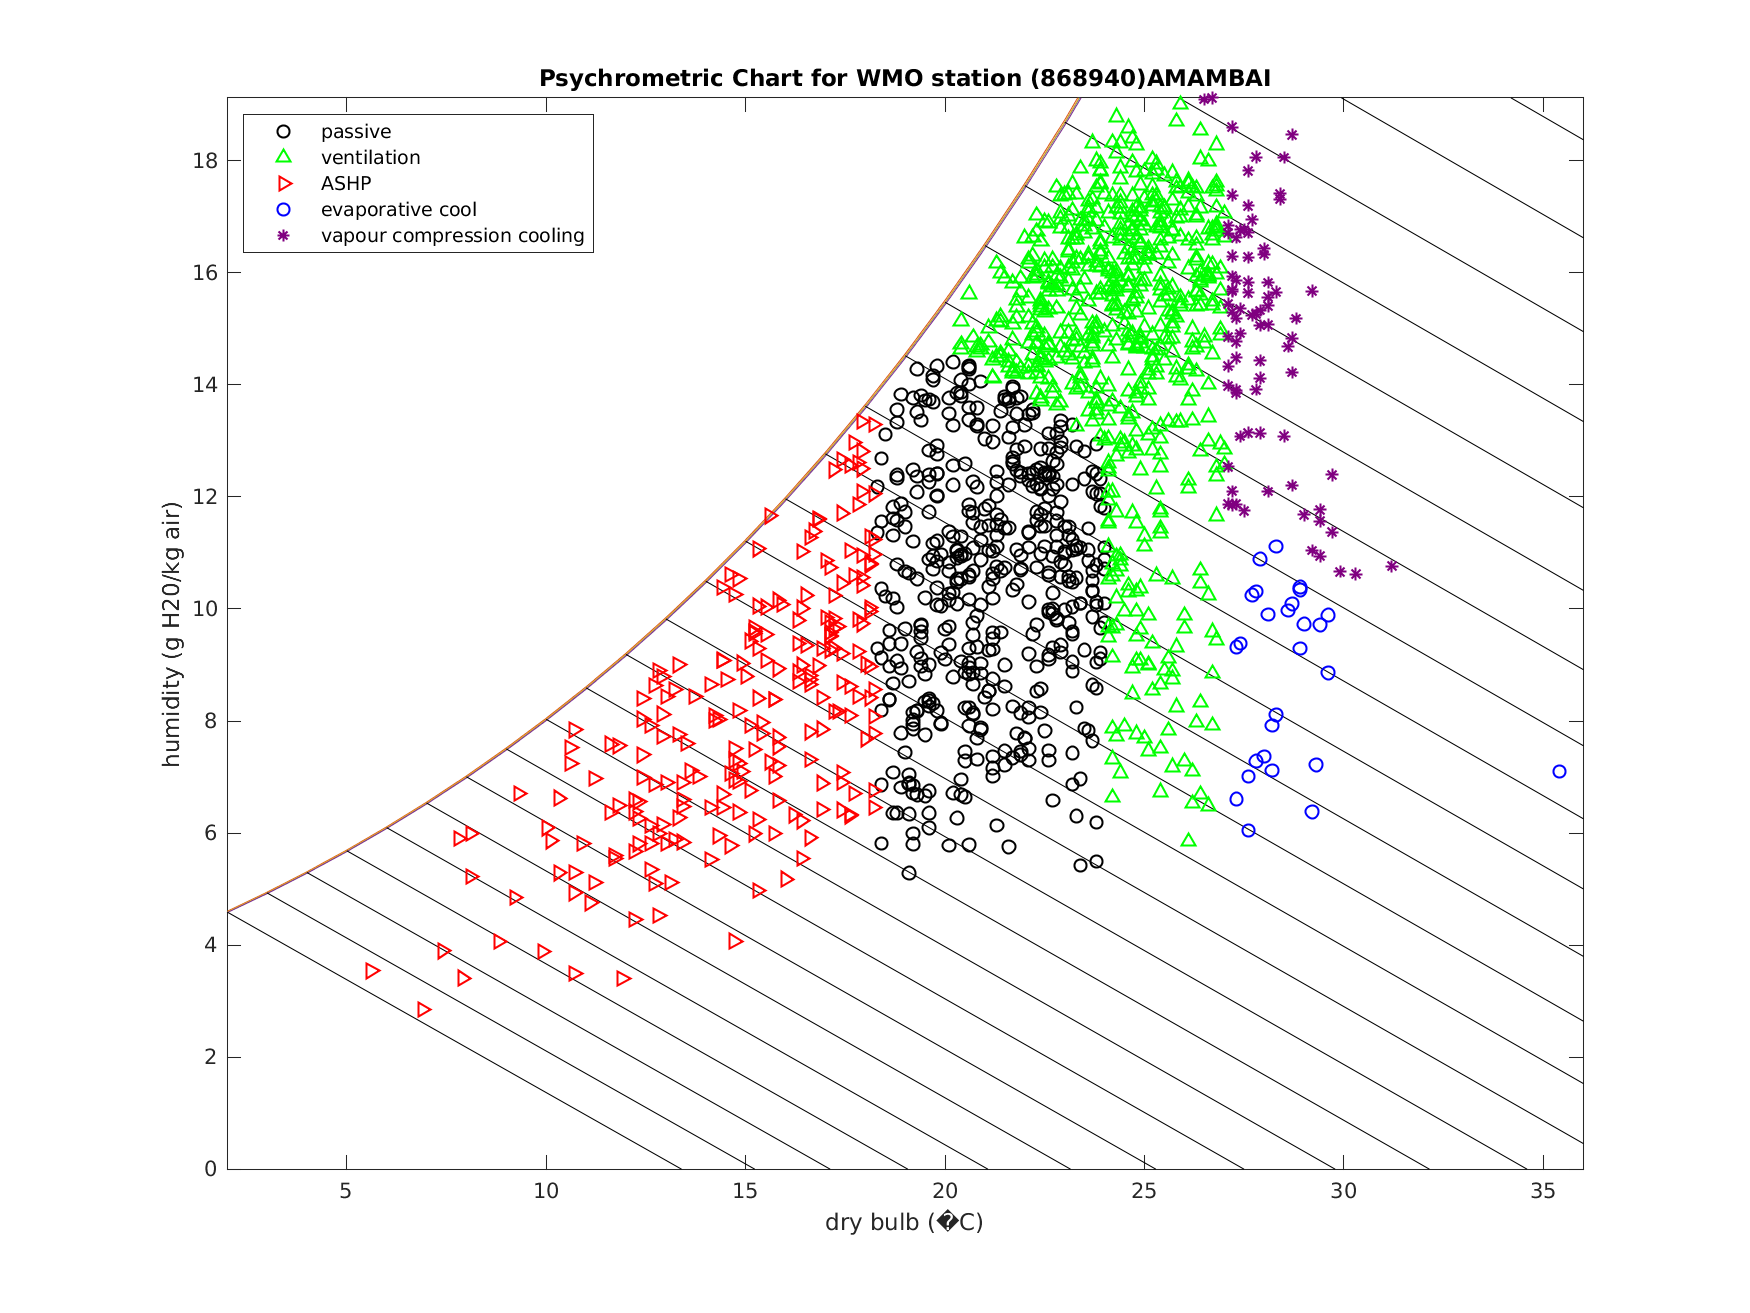 Psychrometric Chart for WMO station (868940)AMAMBAI
passive
ventilation
ASHP
evaporative cool
vapour compression cooling
humidity (g H20/kg air)
18
16
14
12
10
8
6
4
2
0
5 10 15 20 25 30 35
dry bulb (�C)